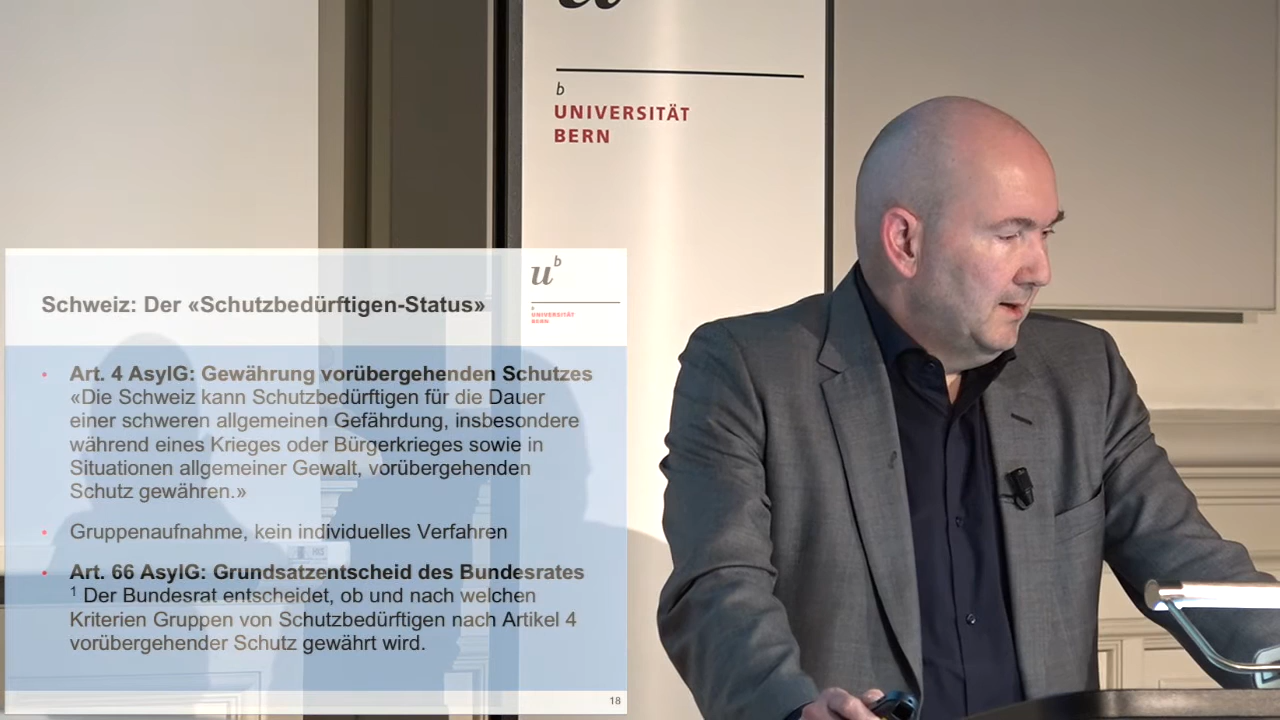 b
UNIVERSITÄT
BERN
u b
b
UNIVERSITÄT
BERN
Schweiz: Der «Schutzbedürftigen-Status»
• Art. 4 AsylG: Gewährung vorübergehenden Schutzes
«Die Schweiz kann Schutzbedürftigen für die Dauer
einer schweren allgemeinen Gefährdung, insbesondere
während eines Krieges oder Bürgerkrieges sowie in
Situationen allgemeiner Gewalt, vorübergehenden
Schutz gewähren.»
• Gruppenaufnahme, kein individuelles Verfahren
• Art. 66 AsylG: Grundsatzentscheid des Bundesrates
¹ Der Bundesrat entscheidet, ob und nach welchen
Kriterien Gruppen von Schutzbedürftigen nach Artikel 4
vorübergehender Schutz gewährt wird.
18